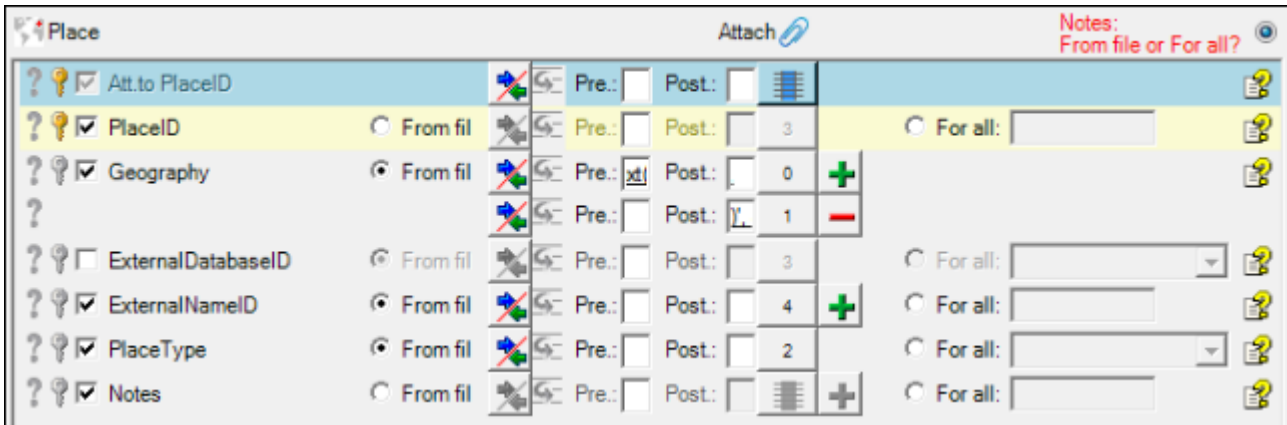 Place Attach Notes:
From file or For all?
Att.to PlaceID Pre.: Post.:
PlaceID From fil Pre.: Post.: 3 For all:
Geography From fil Pre.: xt( Post.: 0
Pre.: Post.: )', 1
ExternalDatabaseID From fil Pre.: Post.: 3 For all:
ExternalNameID From fil Pre.: Post.: 4 For all:
PlaceType From fil Pre.: Post.: 2 For all:
Notes From fil Pre.: Post.: For all: